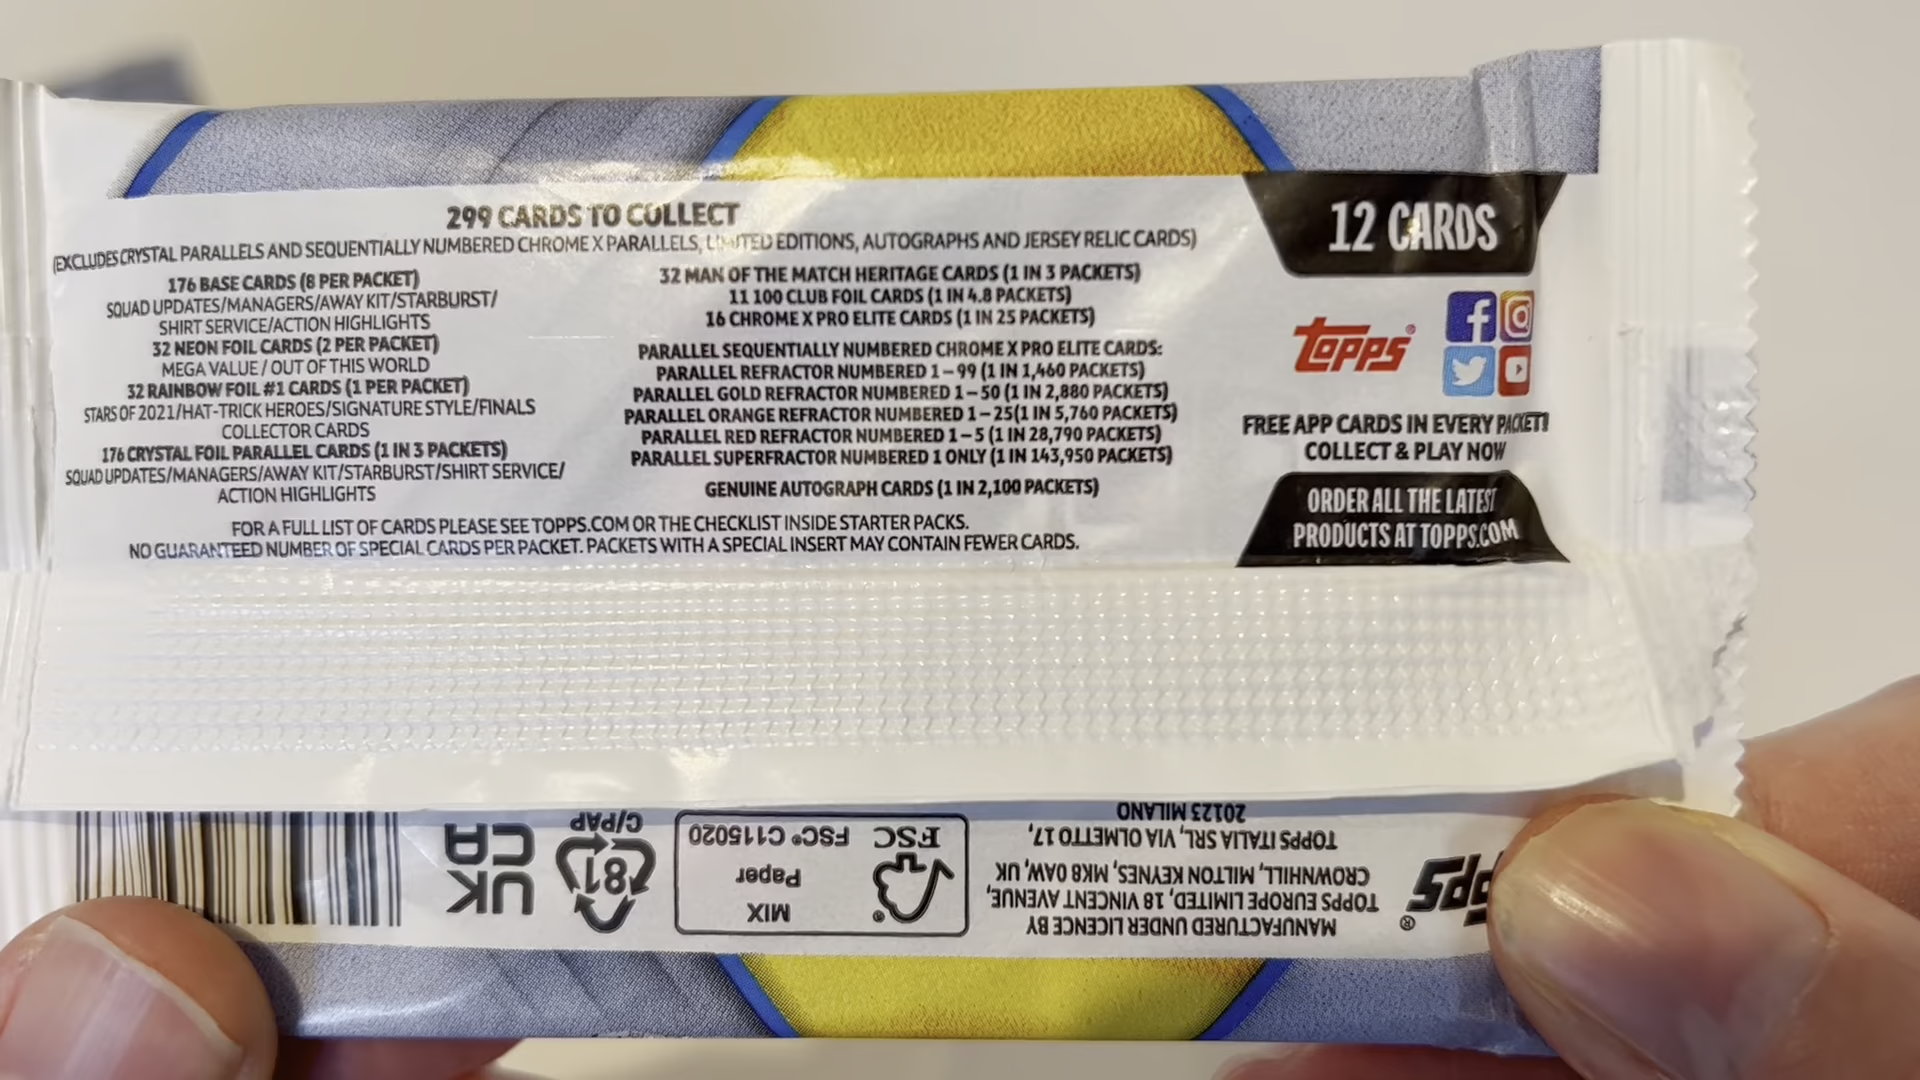 299 CARDS TO COLLECT
(EXCLUDES CRYSTAL PARALLELS AND SEQUENTIALLY NUMBERED CHROME X PARALLELS, LIMITED EDITIONS, AUTOGRAPHS AND JERSEY RELIC CARDS)
176 BASE CARDS (8 PER PACKET)
SQUAD UPDATES/MANAGERS/AWAY KIT/STARBURST/
SHIRT SERVICE/ACTION HIGHLIGHTS
32 NEON FOIL CARDS (2 PER PACKET)
MEGA VALUE / OUT OF THIS WORLD
32 RAINBOW FOIL #1 CARDS (1 PER PACKET)
STARS OF 2021/HAT-TRICK HEROES/SIGNATURE STYLE/FINALS
COLLECTOR CARDS
176 CRYSTAL FOIL PARALLEL CARDS (1 IN 3 PACKETS)
SQUAD UPDATES/MANAGERS/AWAY KIT/STARBURST/SHIRT SERVICE/
ACTION HIGHLIGHTS
32 MAN OF THE MATCH HERITAGE CARDS (1 IN 3 PACKETS)
11 100 CLUB FOIL CARDS (1 IN 4.8 PACKETS)
16 CHROME X PRO ELITE CARDS (1 IN 25 PACKETS)
PARALLEL SEQUENTIALLY NUMBERED CHROME X PRO ELITE CARDS:
PARALLEL REFRACTOR NUMBERED 1-99 (1 IN 1,460 PACKETS)
PARALLEL GOLD REFRACTOR NUMBERED 1-50 (1 IN 2,880 PACKETS)
PARALLEL ORANGE REFRACTOR NUMBERED 1-25(1 IN 5,760 PACKETS)
PARALLEL RED REFRACTOR NUMBERED 1-5 (1 IN 28,790 PACKETS)
PARALLEL SUPERFRACTOR NUMBERED 1 ONLY (1 IN 143,950 PACKETS)
GENUINE AUTOGRAPH CARDS (1 IN 2,100 PACKETS)
FOR A FULL LIST OF CARDS PLEASE SEE TOPPS.COM OR THE CHECKLIST INSIDE STARTER PACKS.
NO GUARANTEED NUMBER OF SPECIAL CARDS PER PACKET. PACKETS WITH A SPECIAL INSERT MAY CONTAIN FEWER CARDS.
12 CARDS
topps®
FREE APP CARDS IN EVERY PACKET!
COLLECT & PLAY NOW
ORDER ALL THE LATEST
PRODUCTS AT TOPPS.COM
MANUFACTURED UNDER LICENCE BY
TOPPS EUROPE LIMITED, 18 VINCENT AVENUE,
CROWNHILL, MILTON KEYNES, MK8 0AW, UK
TOPPS ITALIA SRL, VIA OLMETTO 17,
20123 MILANO
®
FSC
MIX
Paper
FSC® C115020
81
C/PAP
UK
CA